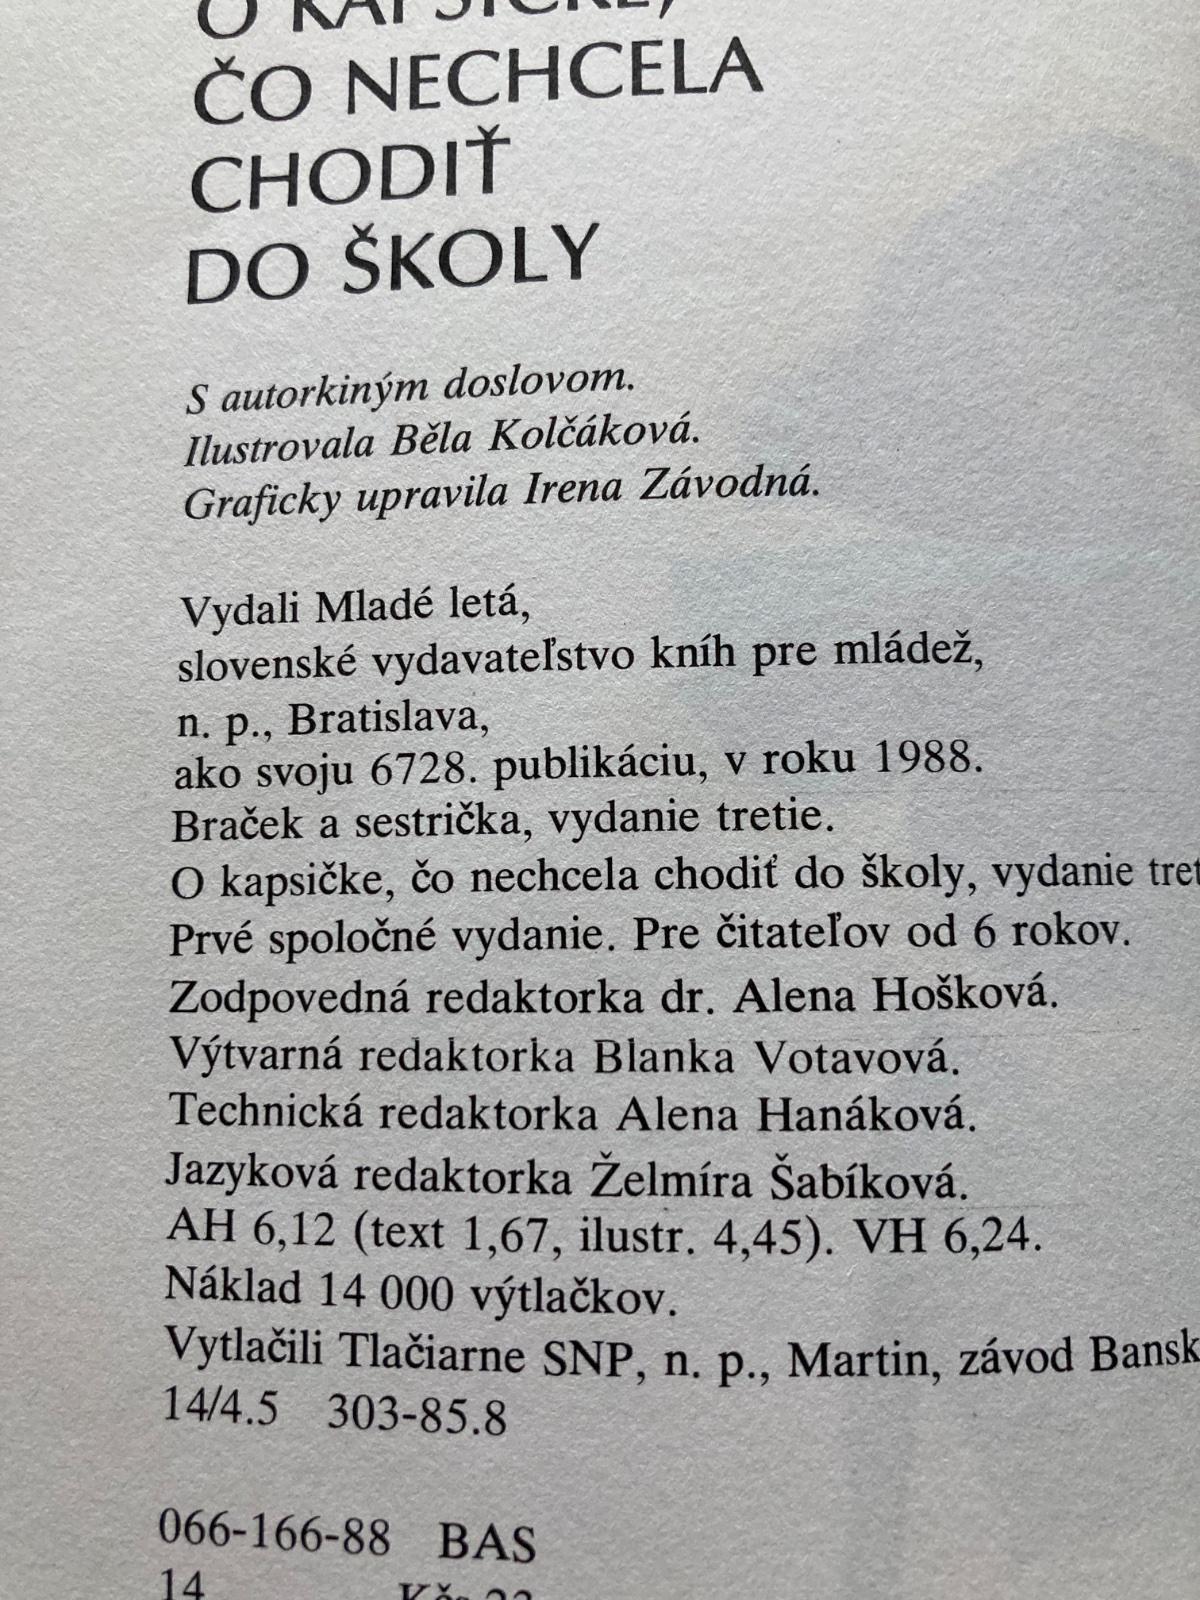 O KAPSIČKE,
ČO NECHCELA
CHODIŤ
DO ŠKOLY
S autorkiným doslovom.
Ilustrovala Běla Kolčáková.
Graficky upravila Irena Závodná.
Vydali Mladé letá,
slovenské vydavateľstvo kníh pre mládež,
n. p., Bratislava,
ako svoju 6728. publikáciu, v roku 1988.
Braček a sestrička, vydanie tretie.
O kapsičke, čo nechcela chodiť do školy, vydanie tret
Prvé spoločné vydanie. Pre čitateľov od 6 rokov.
Zodpovedná redaktorka dr. Alena Hošková.
Výtvarná redaktorka Blanka Votavová.
Technická redaktorka Alena Hanáková.
Jazyková redaktorka Želmíra Šabíková.
AH 6,12 (text 1,67, ilustr. 4,45). VH 6,24.
Náklad 14 000 výtlačkov.
Vytlačili Tlačiarne SNP, n. p., Martin, závod Bansk
14/4.5 303-85.8
066-166-88 BAS
14 Kčs